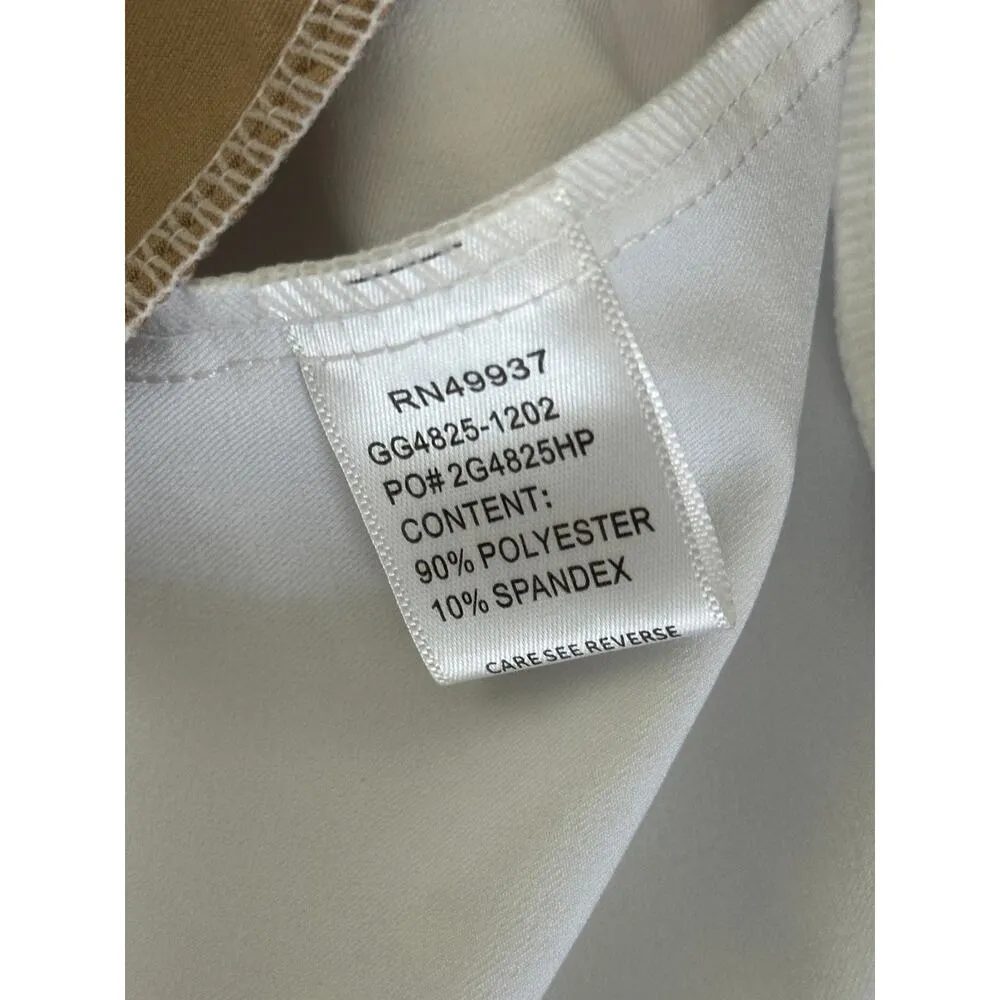 RN49937
GG4825-1202
PO# 2G4825HP
CONTENT:
90% POLYESTER
10% SPANDEX
CARE SEE REVERSE